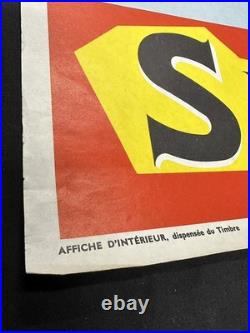 S
AFFICHE D'INTÉRIEUR, dispensée du Timbre